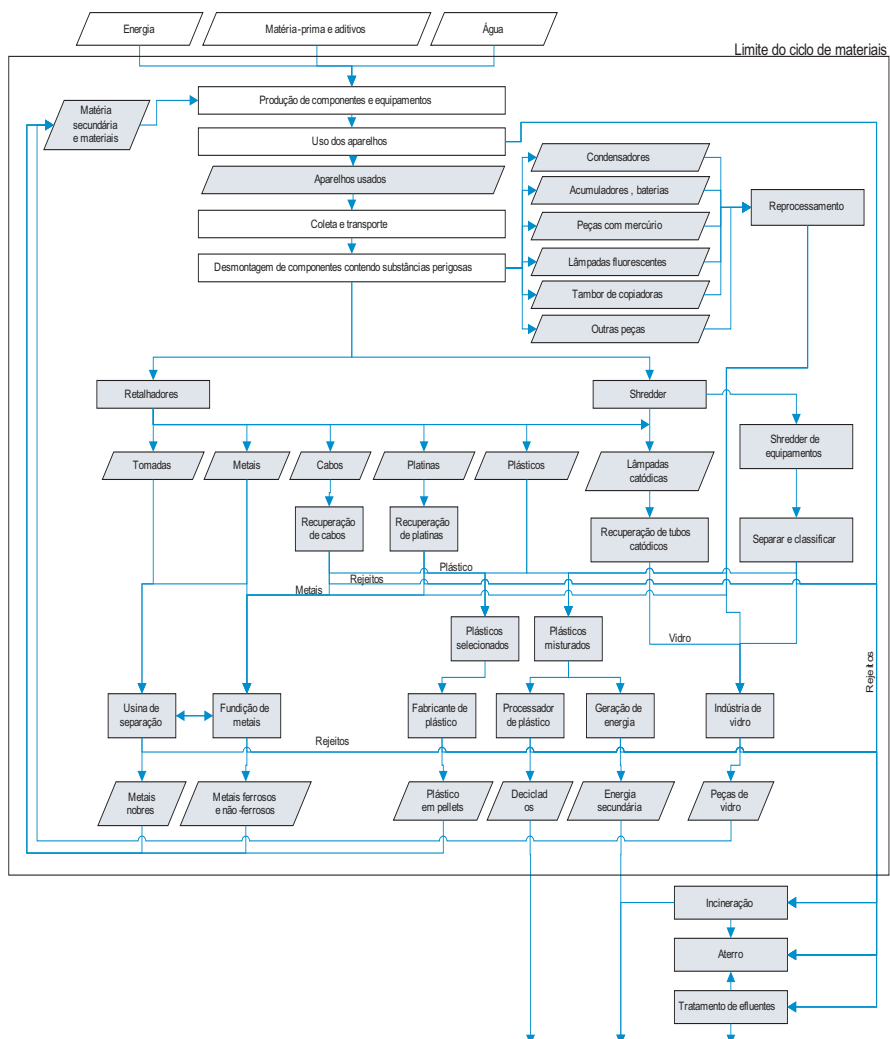 Energia
Matéria-prima e aditivos
Água
Limite do ciclo de materiais
Produção de componentes e equipamentos
Matéria
secundária
e materiais
Uso dos aparelhos
Aparelhos usados
Coleta e transporte
Desmontagem de componentes contendo substâncias perigosas
Condensadores
Acumuladores , baterias
Peças com mercúrio
Lâmpadas fluorescentes
Tambor de copiadoras
Outras peças
Reprocessamento
Retalhadores
Shredder
Shredder de
equipamentos
Tomadas
Metais
Cabos
Platinas
Plásticos
Lâmpadas
catódicas
Recuperação
de cabos
Recuperação
de platinas
Recuperação de tubos
catódicos
Separar e classificar
Plástico
Rejeitos
Metais
Plásticos
selecionados
Plásticos
misturados
Vidro
Rejeitos
Usina de
separação
Fundição de
metais
Fabricante de
plástico
Processador
de plástico
Geração de
energia
Indústria de
vidro
Rejeitos
Metais
nobres
Metais ferrosos
e não -ferrosos
Plástico
em pellets
Deciclad
os
Energia
secundária
Peças de
vidro
Incineração
Aterro
Tratamento de efluentes